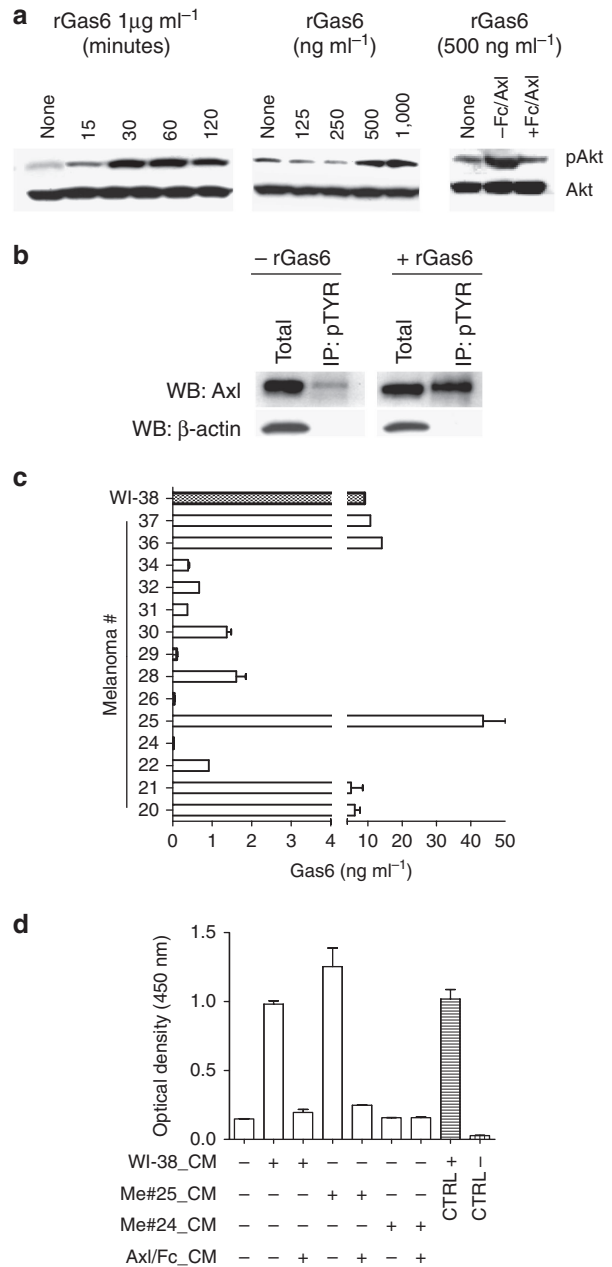 a
rGas6 1μg ml⁻¹
(minutes)
None
15
30
60
120
rGas6
(ng ml⁻¹)
None
125
250
500
1,000
rGas6
(500 ng ml⁻¹)
None
–Fc/Axl
+Fc/Axl
pAkt
Akt
b
– rGas6
+ rGas6
Total
IP: pTYR
Total
IP: pTYR
WB: Axl
WB: β-actin
c
WI-38
37
36
34
32
31
30
29
28
26
25
24
22
21
20
Melanoma #
0 1 2 3 4 10 20 30 40 50
Gas6 (ng ml⁻¹)
d
Optical density (450 nm)
1.5
1.0
0.5
0.0
WI-38_CM – + + – – – –
Me#25_CM – – – + + – –
Me#24_CM – – – – – + +
Axl/Fc_CM – – + – + – +
CTRL +
CTRL –